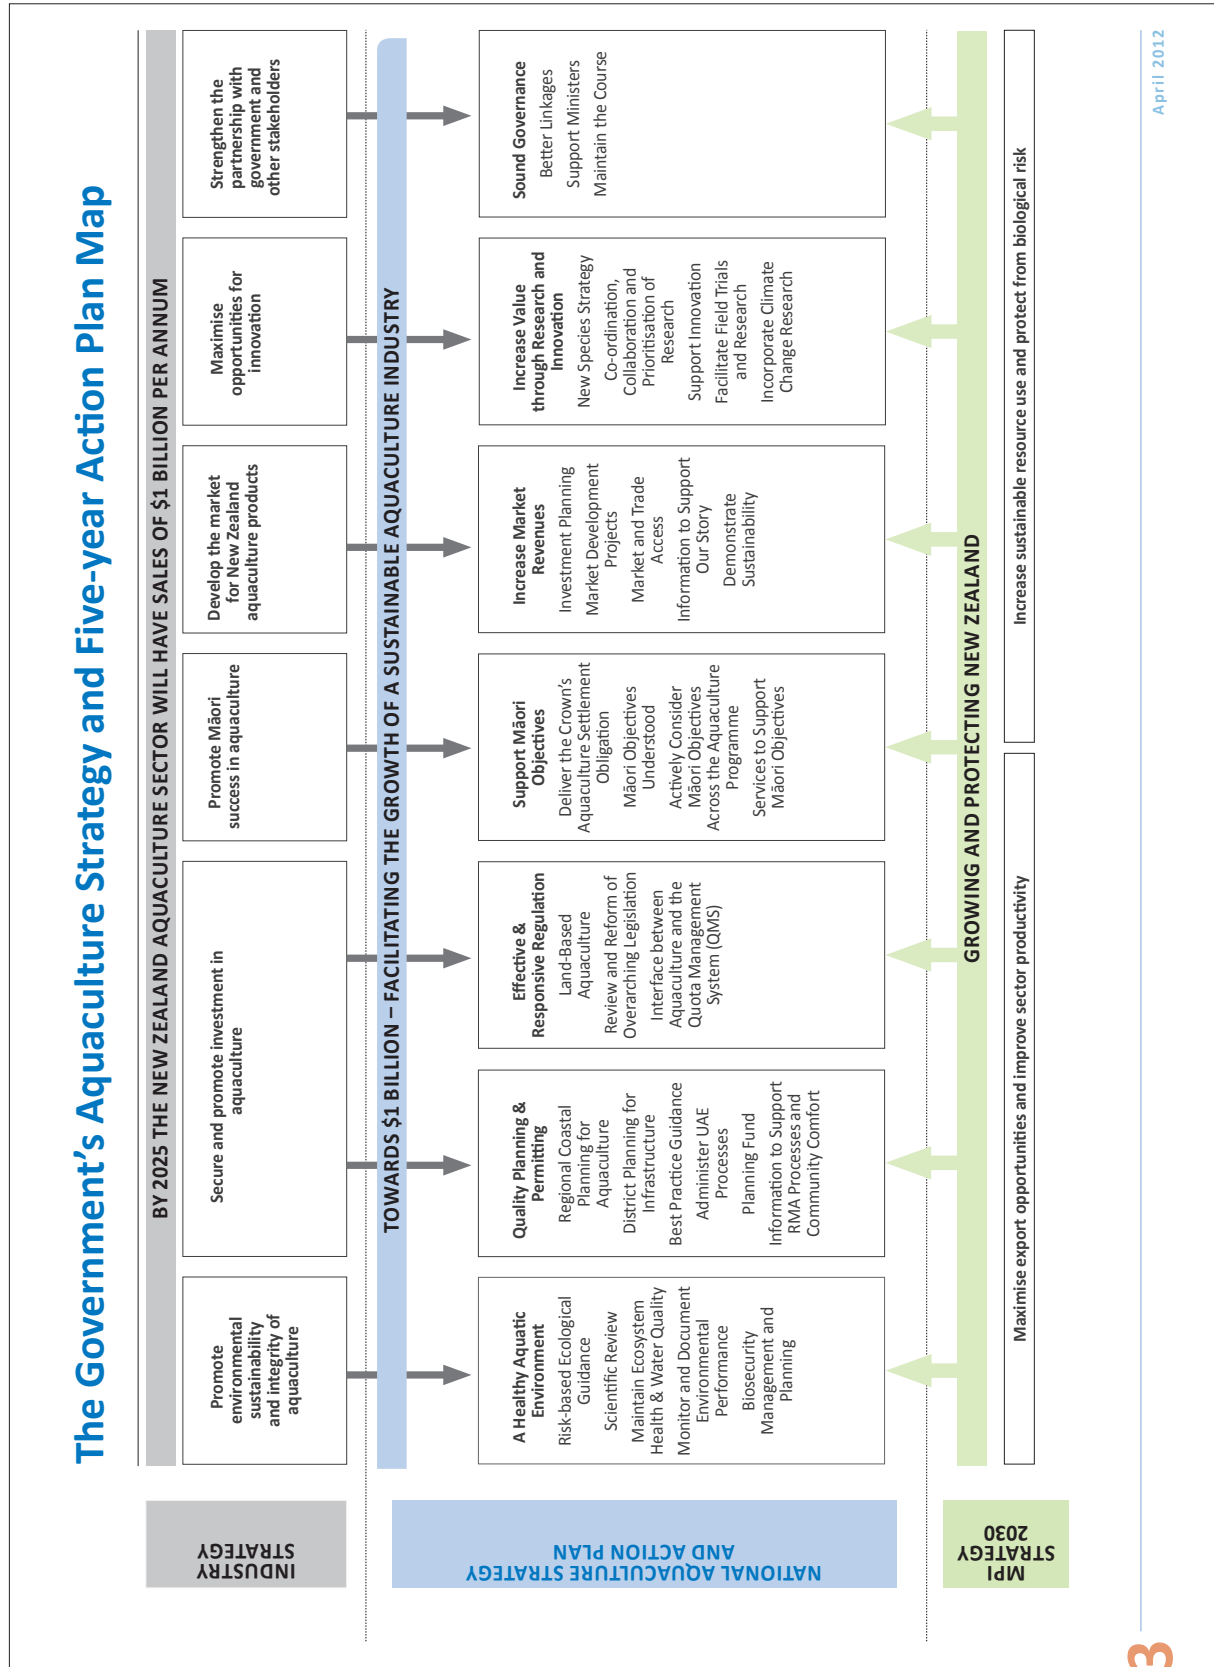 The Government's Aquaculture Strategy and Five-year Action Plan Map
INDUSTRY
STRATEGY
BY 2025 THE NEW ZEALAND AQUACULTURE SECTOR WILL HAVE SALES OF $1 BILLION PER ANNUM
Promote
environmental
sustainability
and integrity of
aquaculture
Secure and promote investment in
aquaculture
Promote Māori
success in aquaculture
Develop the market
for New Zealand
aquaculture products
Maximise
opportunities for
innovation
Strengthen the
partnership with
government and
other stakeholders
NATIONAL AQUACULTURE STRATEGY
AND ACTION PLAN
TOWARDS $1 BILLION – FACILITATING THE GROWTH OF A SUSTAINABLE AQUACULTURE INDUSTRY
A Healthy Aquatic
Environment
Risk-based Ecological
Guidance
Scientific Review
Maintain Ecosystem
Health & Water Quality
Monitor and Document
Environmental
Performance
Biosecurity
Management and
Planning
Quality Planning &
Permitting
Regional Coastal
Planning for
Aquaculture
District Planning for
Infrastructure
Best Practice Guidance
Administer UAE
Processes
Planning Fund
Information to Support
RMA Processes and
Community Comfort
Effective &
Responsive Regulation
Land-Based
Aquaculture
Review and Reform of
Overarching Legislation
Interface between
Aquaculture and the
Quota Management
System (QMS)
Support Māori
Objectives
Deliver the Crown's
Aquaculture Settlement
Obligation
Māori Objectives
Understood
Actively Consider
Māori Objectives
Across the Aquaculture
Programme
Services to Support
Māori Objectives
Increase Market
Revenues
Investment Planning
Market Development
Projects
Market and Trade
Access
Information to Support
Our Story
Demonstrate
Sustainability
Increase Value
through Research and
Innovation
New Species Strategy
Co-ordination,
Collaboration and
Prioritisation of
Research
Support Innovation
Facilitate Field Trials
and Research
Incorporate Climate
Change Research
Sound Governance
Better Linkages
Support Ministers
Maintain the Course
MPI
STRATEGY
2030
GROWING AND PROTECTING NEW ZEALAND
Maximise export opportunities and improve sector productivity
Increase sustainable resource use and protect from biological risk
3
April 2012